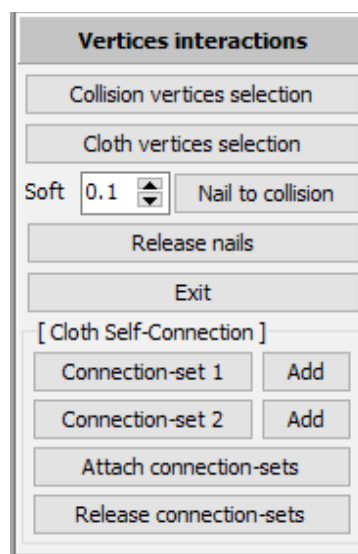 Vertices interactions
Collision vertices selection
Cloth vertices selection
Soft 0.1 Nail to collision
Release nails
Exit
[ Cloth Self-Connection ]
Connection-set 1 Add
Connection-set 2 Add
Attach connection-sets
Release connection-sets